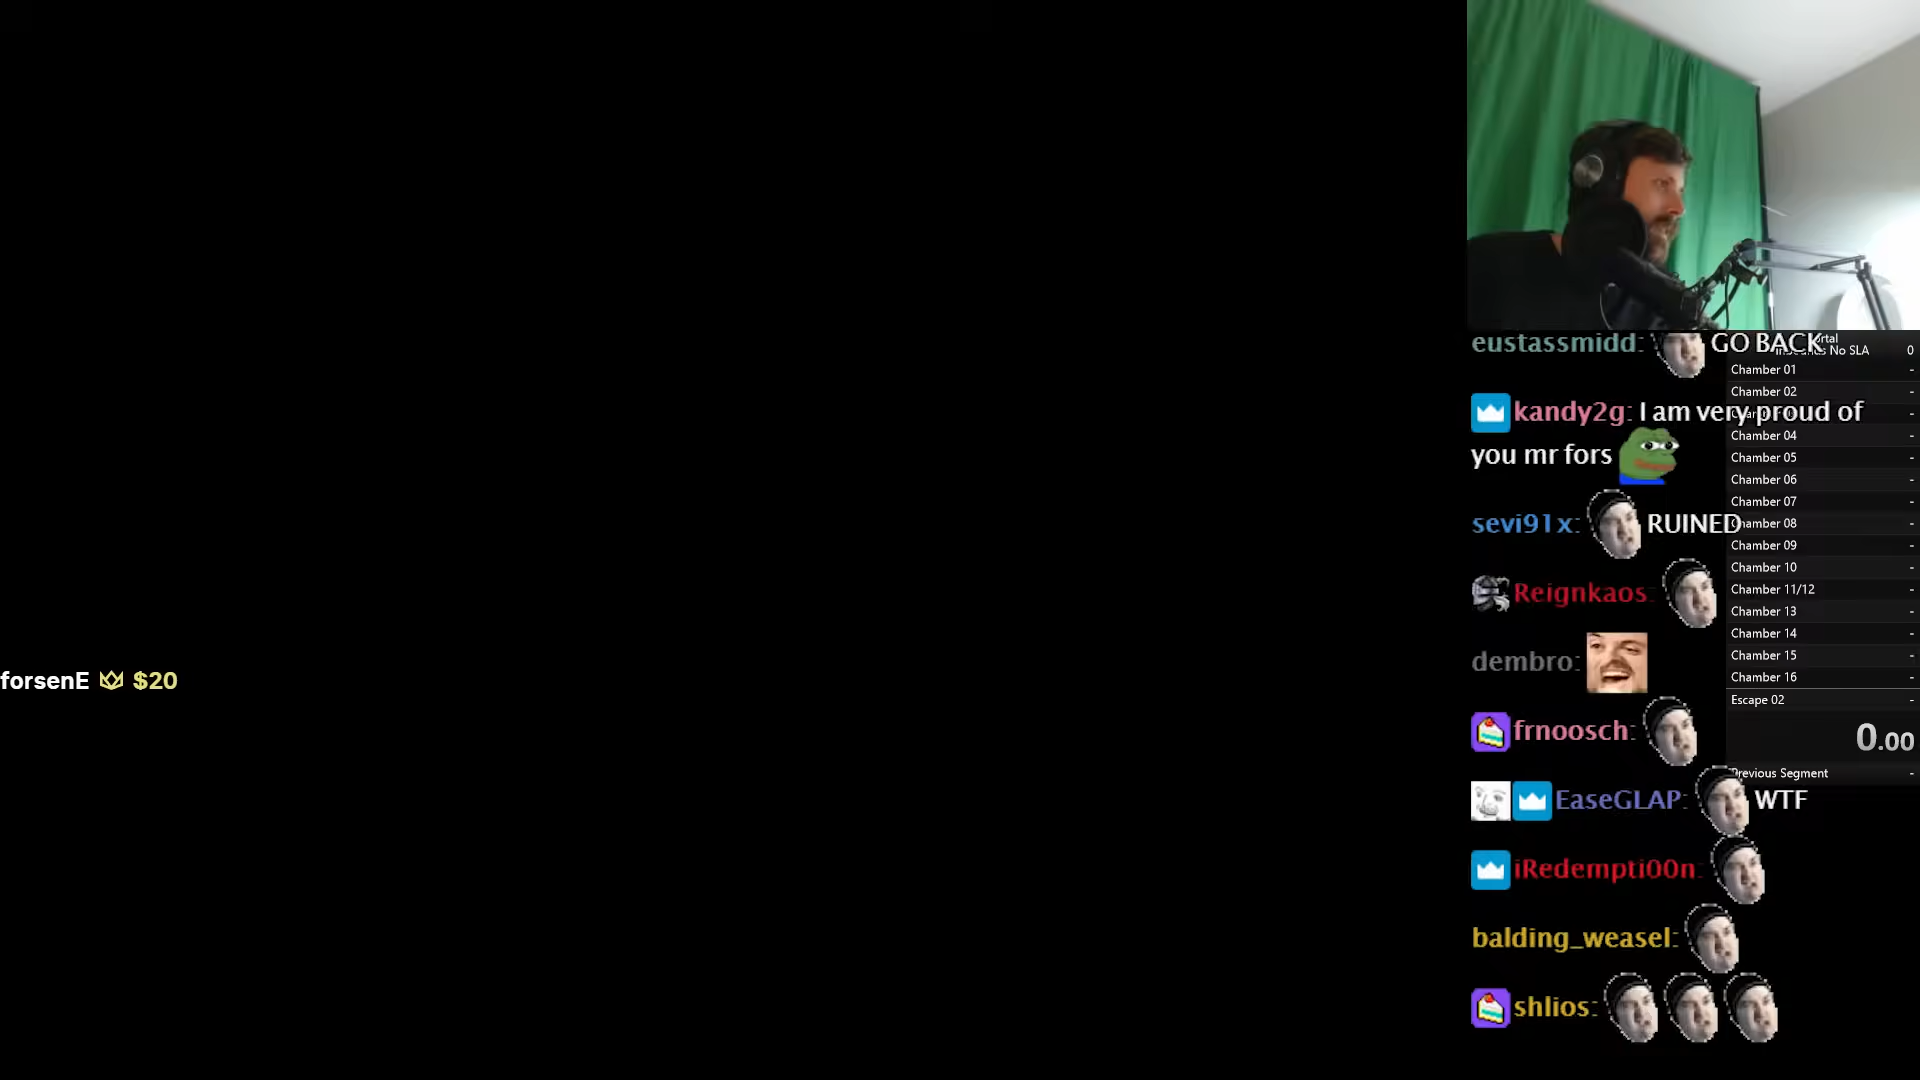 eustassmidd: GO BACK
kandy2g: I am very proud of
you mr fors
sevi91x: RUINED
Reignkaos:
dembro:
frnoosch:
EaseGLAP: WTF
iRedempti00n:
balding_weasel:
shlios:
No SLA 0
Chamber 01 -
Chamber 02 -
-
Chamber 04 -
Chamber 05 -
Chamber 06 -
Chamber 07 -
Chamber 08 -
Chamber 09 -
Chamber 10 -
Chamber 11/12 -
Chamber 13 -
Chamber 14 -
Chamber 15 -
Chamber 16 -
Escape 02 -
0.00
Previous Segment -
forsenE $20